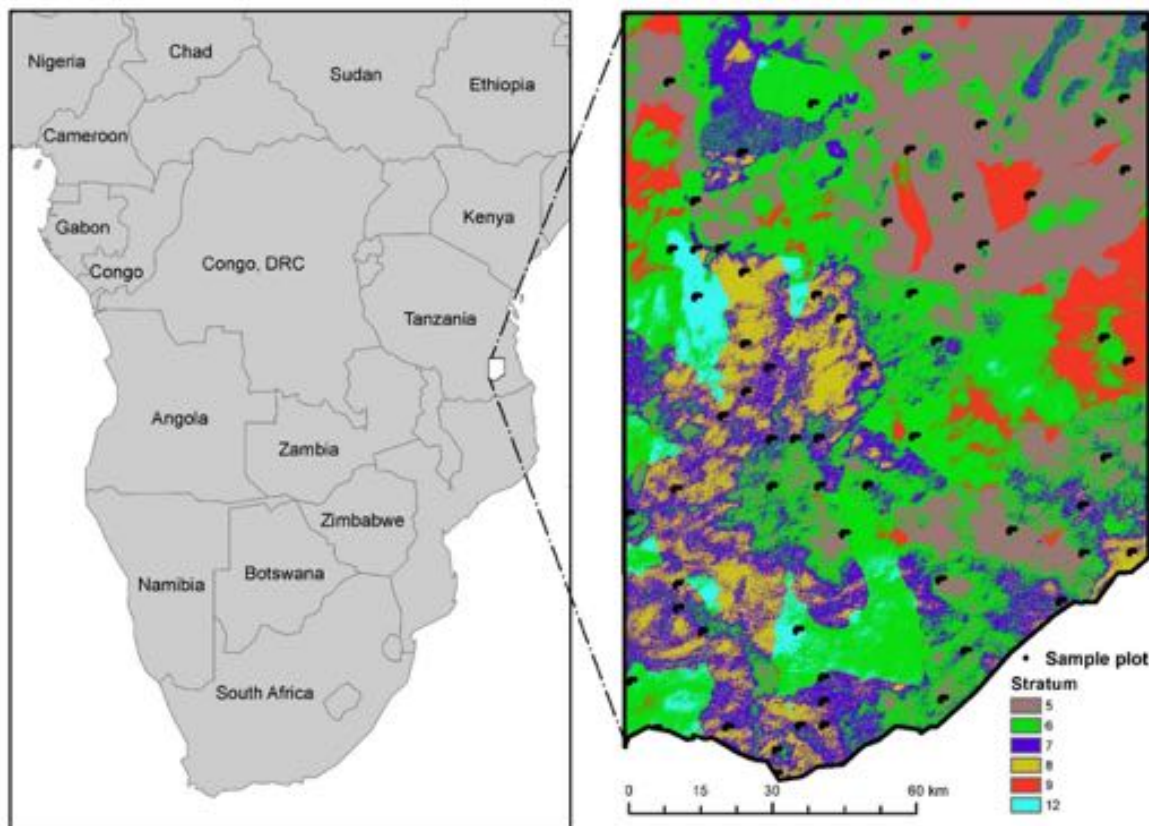 Nigeria
Chad
Sudan
Ethiopia
Cameroon
Gabon
Congo
Congo, DRC
Kenya
Tanzania
Angola
Zambia
Zimbabwe
Namibia
Botswana
South Africa
Sample plot
Stratum
5
6
7
8
9
12
0 15 30 60 km